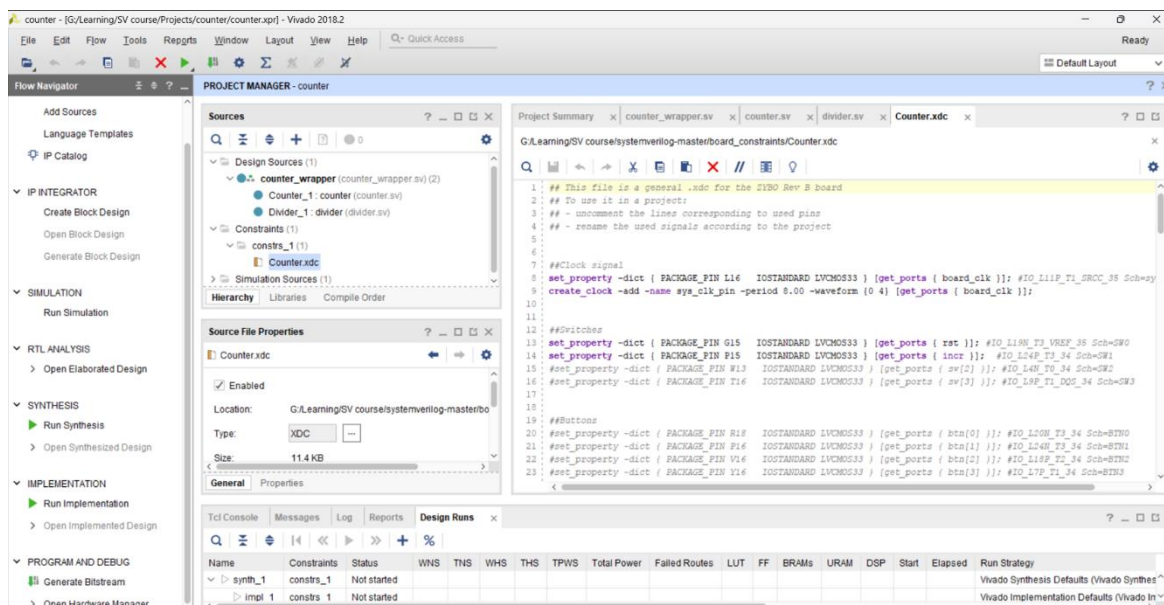 counter - [G:/Learning/SV course/Projects/counter/counter.xpr] - Vivado 2018.2
File Edit Flow Tools Reports Window Layout View Help Quick Access
Ready
Default Layout
Flow Navigator
Add Sources
Language Templates
IP Catalog
IP INTEGRATOR
Create Block Design
Open Block Design
Generate Block Design
SIMULATION
Run Simulation
RTL ANALYSIS
Open Elaborated Design
SYNTHESIS
Run Synthesis
Open Synthesized Design
IMPLEMENTATION
Run Implementation
Open Implemented Design
PROGRAM AND DEBUG
Generate Bitstream
Open Hardware Manager
PROJECT MANAGER - counter
Sources
0
Design Sources (1)
counter_wrapper (counter_wrapper.sv) (2)
Counter_1 : counter (counter.sv)
Divider_1 : divider (divider.sv)
Constraints (1)
constrs_1 (1)
Counter.xdc
Simulation Sources (1)
Hierarchy Libraries Compile Order
Source File Properties
Counter.xdc
Enabled
Location: G:/Learning/SV course/systemverilog-master/bo
Type: XDC
Size: 11.4 KB
General Properties
Project Summary counter_wrapper.sv counter.sv divider.sv Counter.xdc
G:/Learning/SV course/systemverilog-master/board_constraints/Counter.xdc
1 ## This file is a general .xdc for the ZYBO Rev B board
2 ## To use it in a project:
3 ## - uncomment the lines corresponding to used pins
4 ## - rename the used signals according to the project
5
6
7 ##Clock signal
8 set_property -dict { PACKAGE_PIN L16 IOSTANDARD LVCMOS33 } [get_ports { board_clk }]; #IO_L11P_T1_SRCC_35 Sch=sy
9 create_clock -add -name sys_clk_pin -period 8.00 -waveform {0 4} [get_ports { board_clk }];
10
11
12 ##Switches
13 set_property -dict { PACKAGE_PIN G15 IOSTANDARD LVCMOS33 } [get_ports { rst }]; #IO_L19N_T3_VREF_35 Sch=SW0
14 set_property -dict { PACKAGE_PIN P15 IOSTANDARD LVCMOS33 } [get_ports { incr }]; #IO_L24P_T3_34 Sch=SW1
15 #set_property -dict { PACKAGE_PIN W13 IOSTANDARD LVCMOS33 } [get_ports { sw[2] }]; #IO_L4N_T0_34 Sch=SW2
16 #set_property -dict { PACKAGE_PIN T16 IOSTANDARD LVCMOS33 } [get_ports { sw[3] }]; #IO_L9P_T1_DQS_34 Sch=SW3
17
18
19 ##Buttons
20 #set_property -dict { PACKAGE_PIN R18 IOSTANDARD LVCMOS33 } [get_ports { btn[0] }]; #IO_L20N_T3_34 Sch=BTN0
21 #set_property -dict { PACKAGE_PIN P16 IOSTANDARD LVCMOS33 } [get_ports { btn[1] }]; #IO_L24N_T3_34 Sch=BTN1
22 #set_property -dict { PACKAGE_PIN V16 IOSTANDARD LVCMOS33 } [get_ports { btn[2] }]; #IO_L18P_T2_34 Sch=BTN2
23 #set_property -dict { PACKAGE_PIN Y16 IOSTANDARD LVCMOS33 } [get_ports { btn[3] }]; #IO_L7P_T1_34 Sch=BTN3
Tcl Console Messages Log Reports Design Runs
Name Constraints Status WNS TNS WHS THS TPWS Total Power Failed Routes LUT FF BRAMs URAM DSP Start Elapsed Run Strategy
synth_1 constrs_1 Not started Vivado Synthesis Defaults (Vivado Synthes
impl_1 constrs_1 Not started Vivado Implementation Defaults (Vivado Im